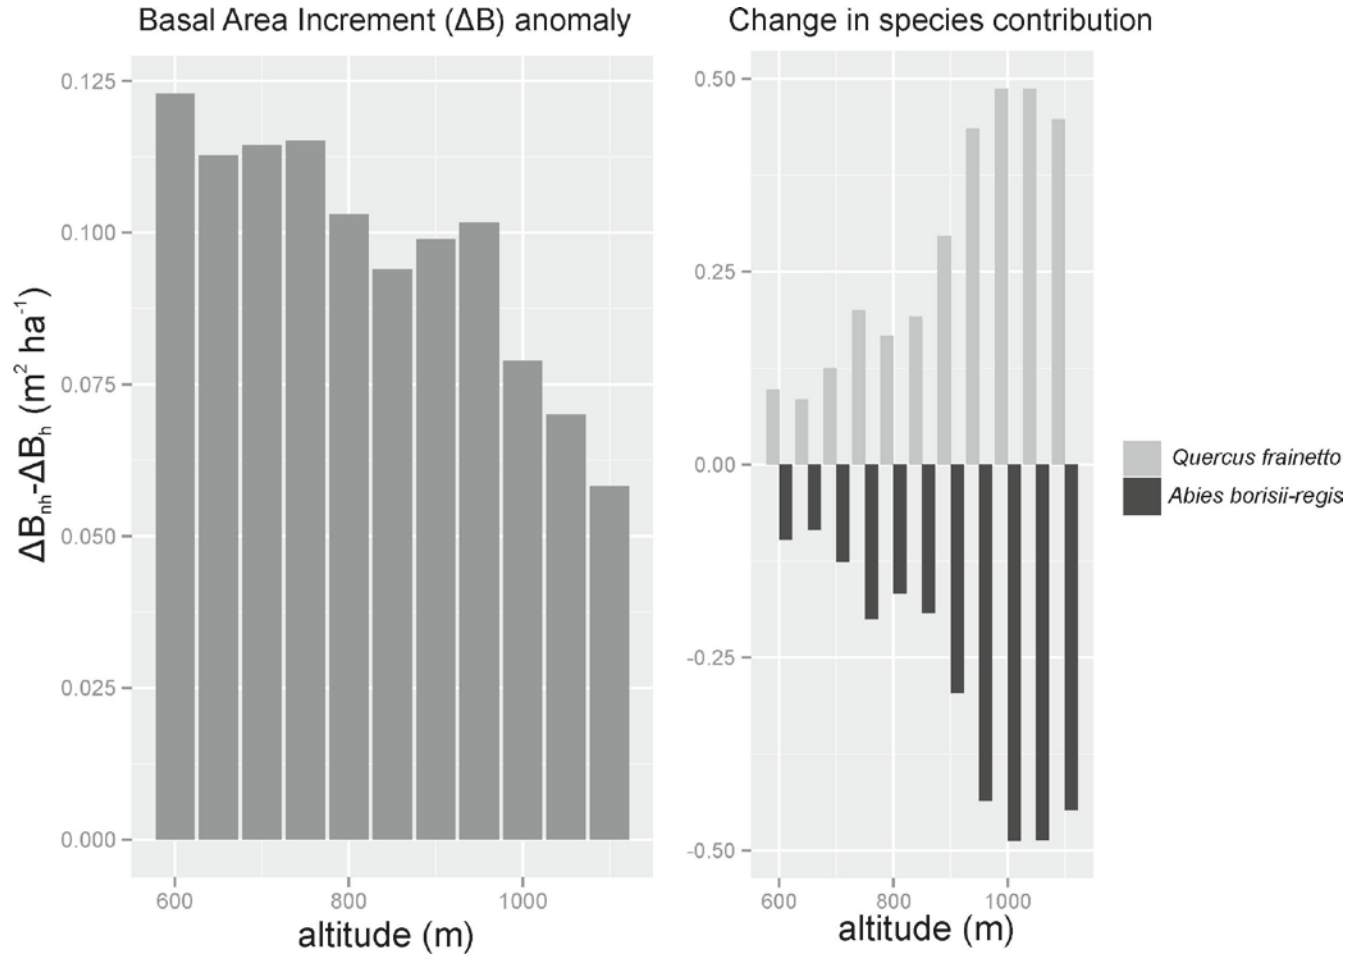 Basal Area Increment (ΔB) anomaly
Change in species contribution
ΔBnh-ΔBh (m² ha⁻¹)
0.125
0.100
0.075
0.050
0.025
0.000
600 800 1000
altitude (m)
0.50
0.25
0.00
-0.25
-0.50
600 800 1000
altitude (m)
Quercus frainetto
Abies borisii-regis